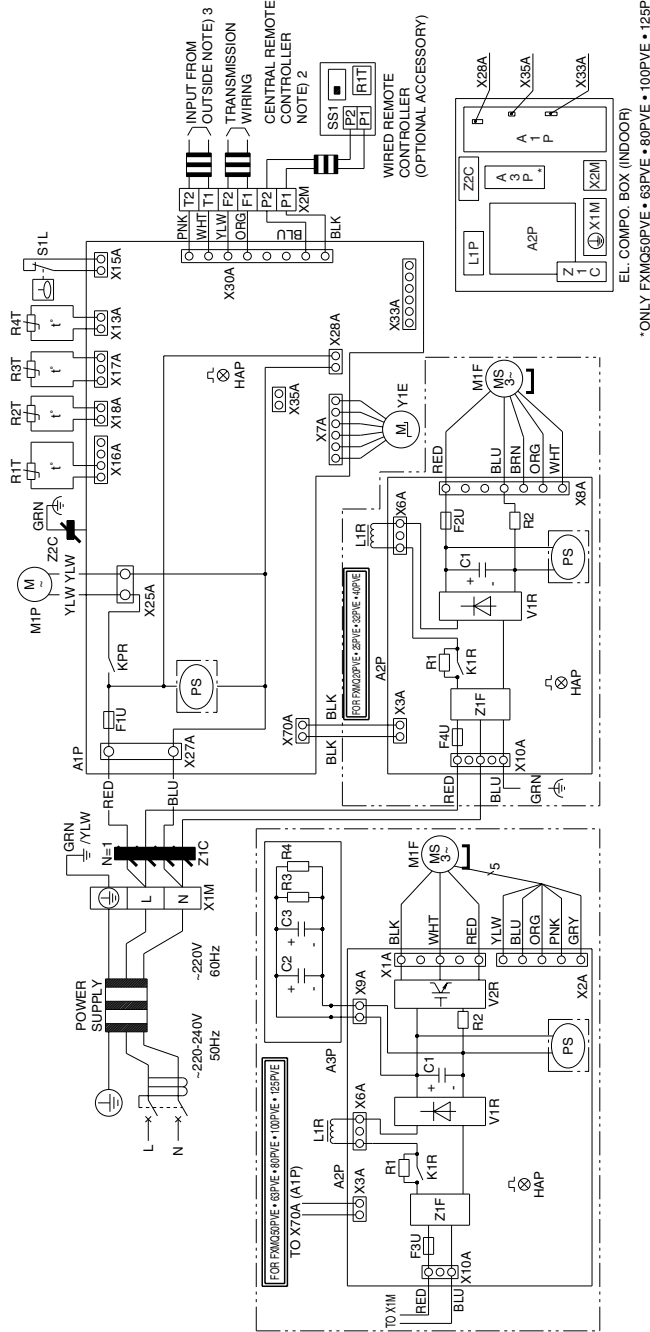 POWER
SUPPLY
L
N
~220-240V
50Hz
~220V
60Hz
GRN
/YLW
L
N
X1M
N=1
Z1C
RED
BLU
A1P
F1U
X27A
KPR
PS
M1P
M
~
YLW YLW
X25A
Z2C
GRN
R1T
t°
X16A
R2T
t°
X18A
R3T
t°
X17A
R4T
t°
X13A
S1L
X15A
HAP
X28A
X35A
X33A
X7A
M
Y1E
X70A
BLK
BLK
X3A
X30A
PNK
WHT
YLW
ORG
BLU
BLK
T2
T1
F2
F1
P2
P1
X2M
INPUT FROM
OUTSIDE NOTE) 3
TRANSMISSION
WIRING
CENTRAL REMOTE
CONTROLLER
NOTE) 2
SS1
R1T
P2
P1
WIRED REMOTE
CONTROLLER
(OPTIONAL ACCESSORY)
FOR FXMQ50PVE • 63PVE • 80PVE • 100PVE • 125PVE
TO X70A (A1P)
X3A
A2P
L1R
X6A
A3P
X9A
C2
+
-
C3
+
-
R3
R4
TO X1M
RED
BLU
X10A
F3U
Z1F
R1
K1R
V1R
C1
+
-
R2
V2R
X1A
BLK
WHT
RED
M1F
MS
3~
5
YLW
BLU
ORG
PNK
GRY
X2A
PS
HAP
FOR FXMQ20PVE • 25PVE • 32PVE • 40PVE
A2P
L1R
X6A
RED
BLU
GRN
X10A
F4U
Z1F
R1
K1R
V1R
C1
+
-
F2U
R2
PS
HAP
X8A
RED
BLU
BRN
ORG
WHT
M1F
MS
3~
L1P
Z2C
A2P
A
3
P
*
A
1
P
Z
1
C
X1M
X2M
X28A
X35A
X33A
EL. COMPO. BOX (INDOOR)
*ONLY FXMQ50PVE • 63PVE • 80PVE • 100PVE • 125P